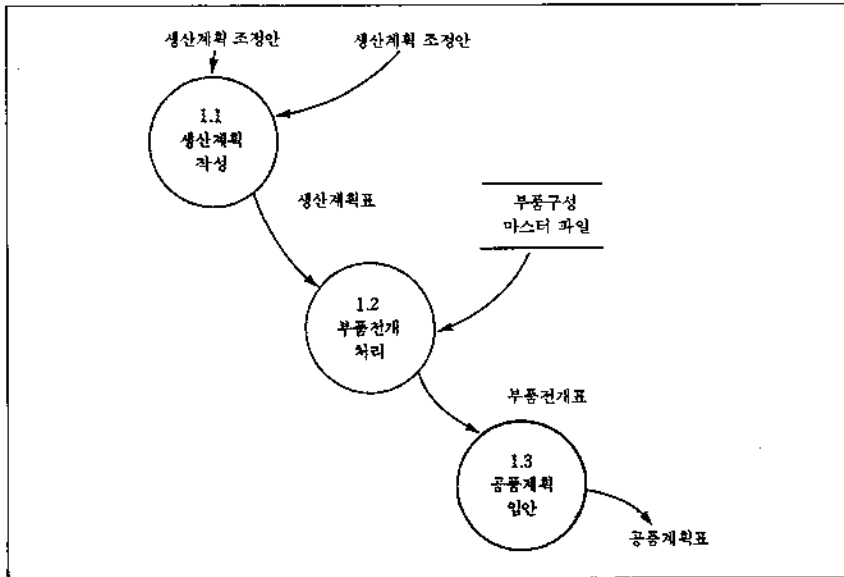 생산계획 조정안
생산계획 조정안
1.1
생산계획
작성
생산계획표
부품구성
마스터 파일
1.2
부품전개
처리
부품전개표
1.3
공품계획
입안
공품계획표